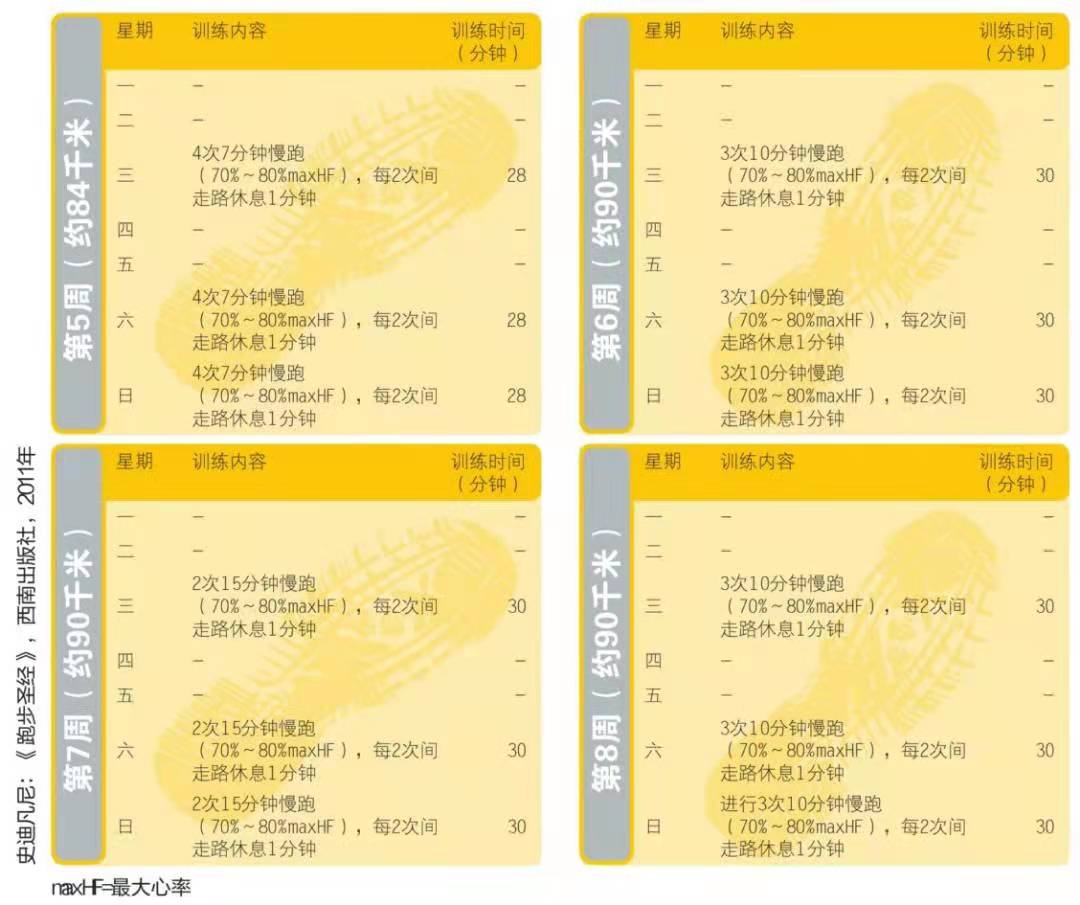 第5周（约84千米）
星期 训练内容 训练时间
（分钟）
一 - -
二 - -
4次7分钟慢跑
三 （70%～80%maxHF），每2次间 28
走路休息1分钟
四 - -
五 - -
4次7分钟慢跑
六 （70%～80%maxHF），每2次间 28
走路休息1分钟
4次7分钟慢跑
日 （70%～80%maxHF），每2次间 28
走路休息1分钟
第6周（约90千米）
星期 训练内容 训练时间
（分钟）
一 - -
二 - -
3次10分钟慢跑
三 （70%～80%maxHF），每2次间 30
走路休息1分钟
四 - -
五 - -
3次10分钟慢跑
六 （70%～80%maxHF），每2次间 30
走路休息1分钟
3次10分钟慢跑
日 （70%～80%maxHF），每2次间 30
走路休息1分钟
第7周（约90千米）
星期 训练内容 训练时间
（分钟）
一 - -
二 - -
2次15分钟慢跑
三 （70%～80%maxHF），每2次间 30
走路休息1分钟
四 - -
五 - -
2次15分钟慢跑
六 （70%～80%maxHF），每2次间 30
走路休息1分钟
2次15分钟慢跑
日 （70%～80%maxHF），每2次间 30
走路休息1分钟
第8周（约90千米）
星期 训练内容 训练时间
（分钟）
一 - -
二 - -
3次10分钟慢跑
三 （70%～80%maxHF），每2次间 30
走路休息1分钟
四 - -
五 - -
3次10分钟慢跑
六 （70%～80%maxHF），每2次间 30
走路休息1分钟
进行3次10分钟慢跑
日 （70%～80%maxHF），每2次间 30
走路休息1分钟
史迪凡尼：《跑步圣经》，西南出版社，2011年
naxHF=最大心率